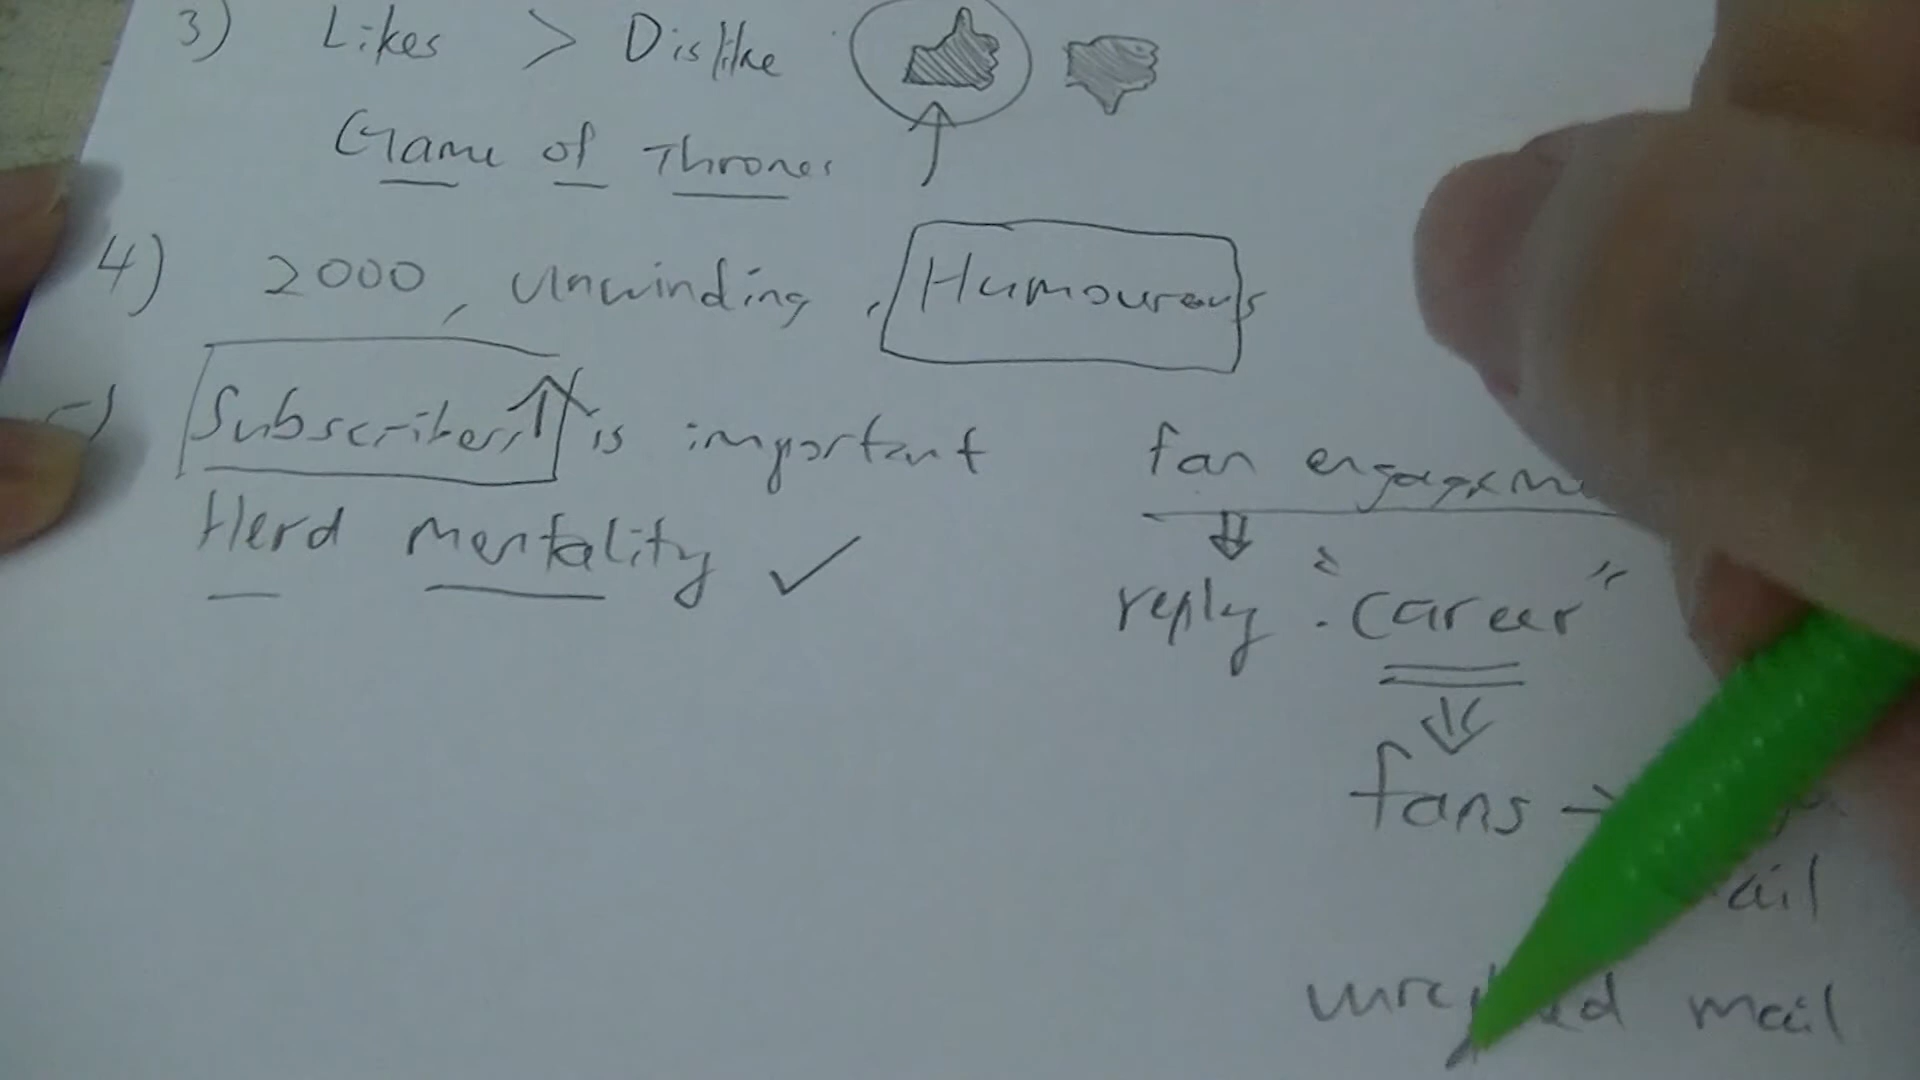 3) Likes > Dislike
Game of Thrones
4) 2000, unwinding, Humourous
Subscribers↑ is important
Herd mentality ✓
fan
reply "career"
fans →
mail